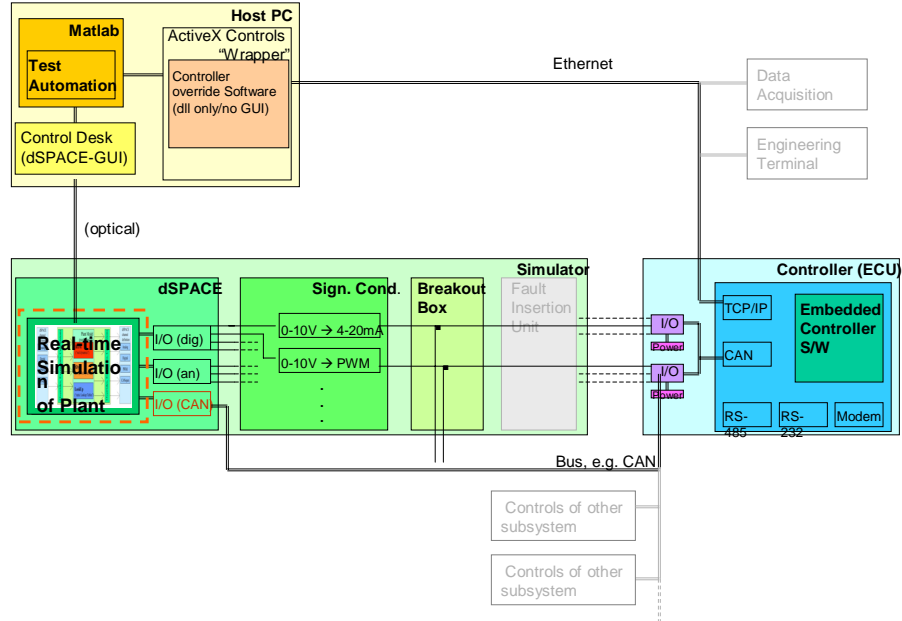 Host PC
Matlab
ActiveX Controls
“Wrapper”
Test
Automation
Controller
override Software
(dll only/no GUI)
Control Desk
(dSPACE-GUI)
Ethernet
Data
Acquisition
Engineering
Terminal
(optical)
Simulator
dSPACE
Sign. Cond.
Breakout
Box
Fault
Insertion
Unit
Controller (ECU)
Real-time
Simulatio
n
of Plant
I/O (dig)
I/O (an)
I/O (CAN)
0-10V → 4-20mA
0-10V → PWM
.
.
.
I/O
Power
I/O
Power
TCP/IP
CAN
Embedded
Controller
S/W
RS-
485
RS-
232
Modem
Bus, e.g. CAN
Controls of other
subsystem
Controls of other
subsystem